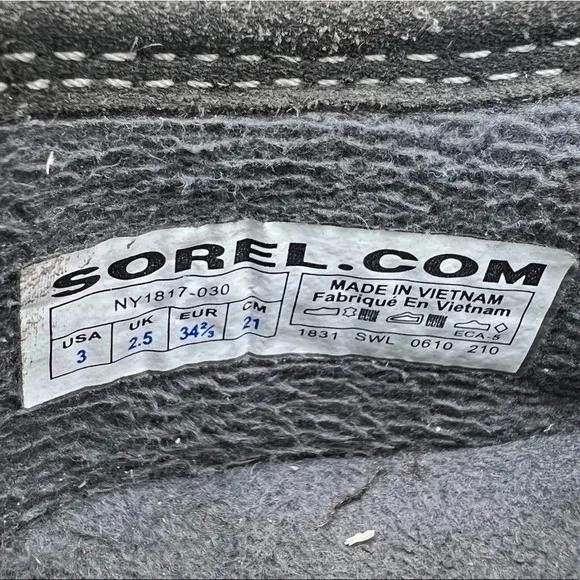 SOREL.COM
NY1817-030
USA UK EUR CM
3 2.5 34⅔ 21
MADE IN VIETNAM
Fabriqué En Vietnam
ECA-5
1831 SWL 0610 210